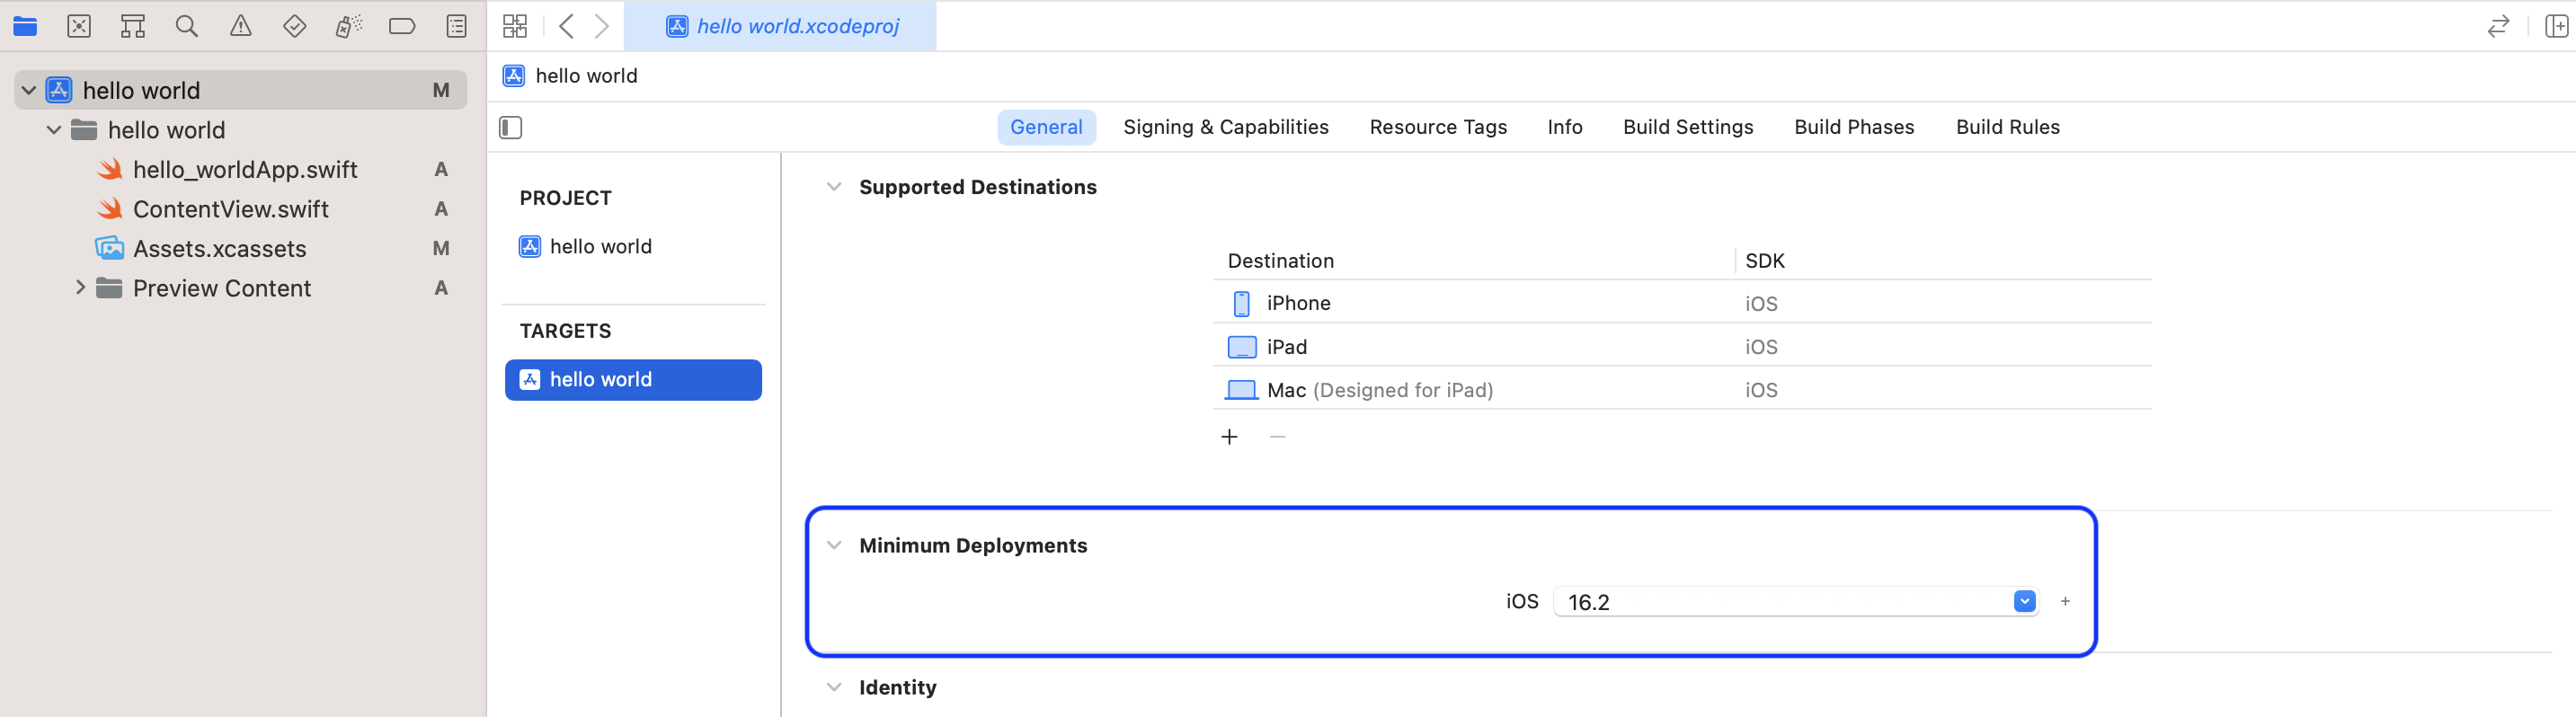 hello world M
hello world
hello_worldApp.swift A
ContentView.swift A
Assets.xcassets M
Preview Content A
hello world.xcodeproj
hello world
General Signing & Capabilities Resource Tags Info Build Settings Build Phases Build Rules
PROJECT
hello world
TARGETS
hello world
Supported Destinations
Destination SDK
iPhone iOS
iPad iOS
Mac (Designed for iPad) iOS
Minimum Deployments
iOS 16.2
Identity